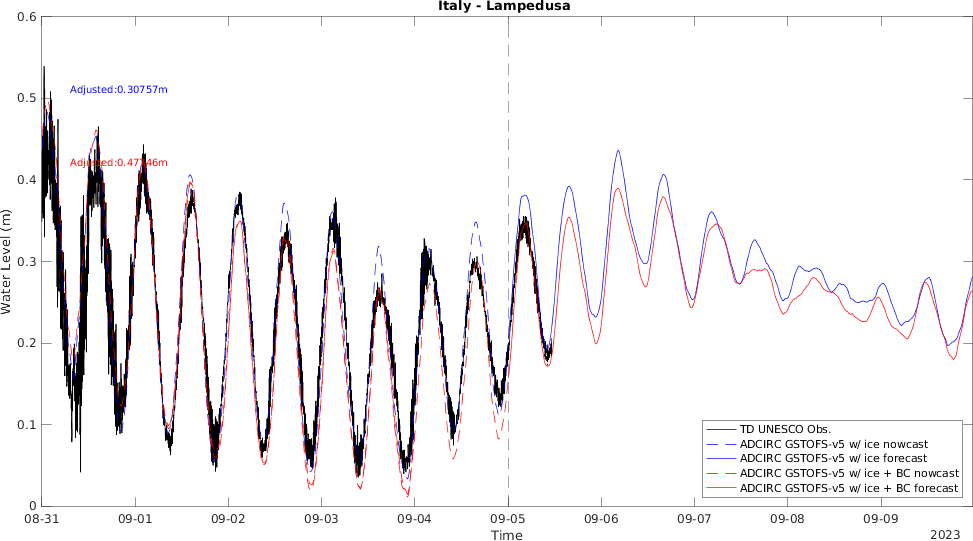 Italy - Lampedusa
0.6
0.5
0.4
0.3
0.2
0.1
0
Water Level (m)
Adjusted:0.30757m
TD UNESCO Obs.
ADCIRC GSTOFS-v5 w/ ice nowcast
ADCIRC GSTOFS-v5 w/ ice forecast
ADCIRC GSTOFS-v5 w/ ice + BC nowcast
ADCIRC GSTOFS-v5 w/ ice + BC forecast
08-31
09-01
09-02
09-03
09-04
09-05
09-06
09-07
09-08
09-09
Time
2023